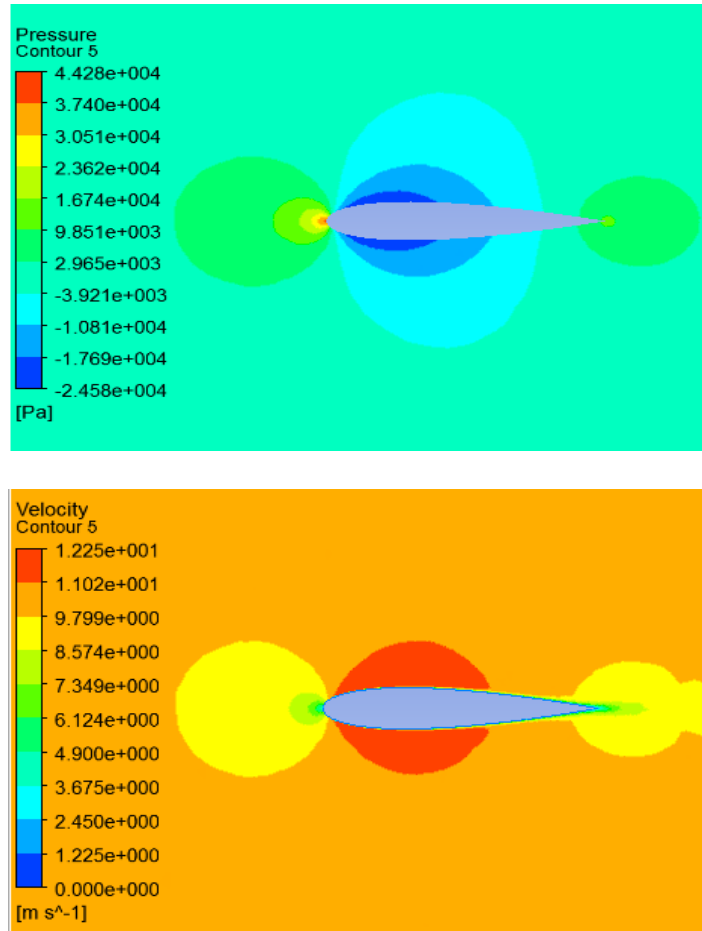 Pressure
Contour 5
4.428e+004
3.740e+004
3.051e+004
2.362e+004
1.674e+004
9.851e+003
2.965e+003
-3.921e+003
-1.081e+004
-1.769e+004
-2.458e+004
[Pa]
Velocity
Contour 5
1.225e+001
1.102e+001
9.799e+000
8.574e+000
7.349e+000
6.124e+000
4.900e+000
3.675e+000
2.450e+000
1.225e+000
0.000e+000
[m s^-1]